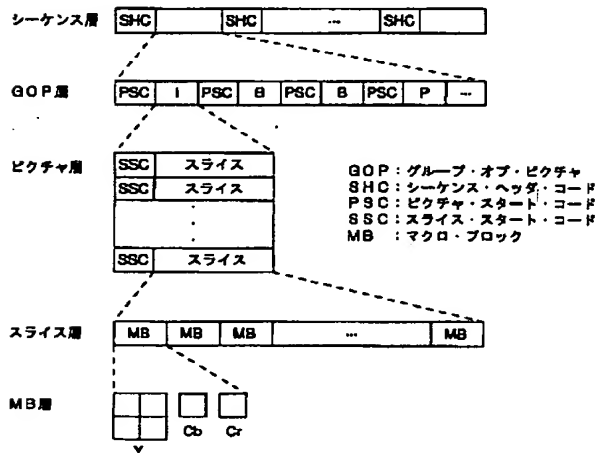 シーケンス層 SHC SHC ... SHC
GOP層 PSC I PSC B PSC B PSC P ...
ピクチャ層 SSC スライス
SSC スライス
SSC スライス
GOP：グループ・オブ・ピクチャ
SHC：シーケンス・ヘッダ・コード
PSC：ピクチャ・スタート・コード
SSC：スライス・スタート・コード
MB：マクロ・ブロック
スライス層 MB MB MB ... MB
MB層
Cb Cr
Y